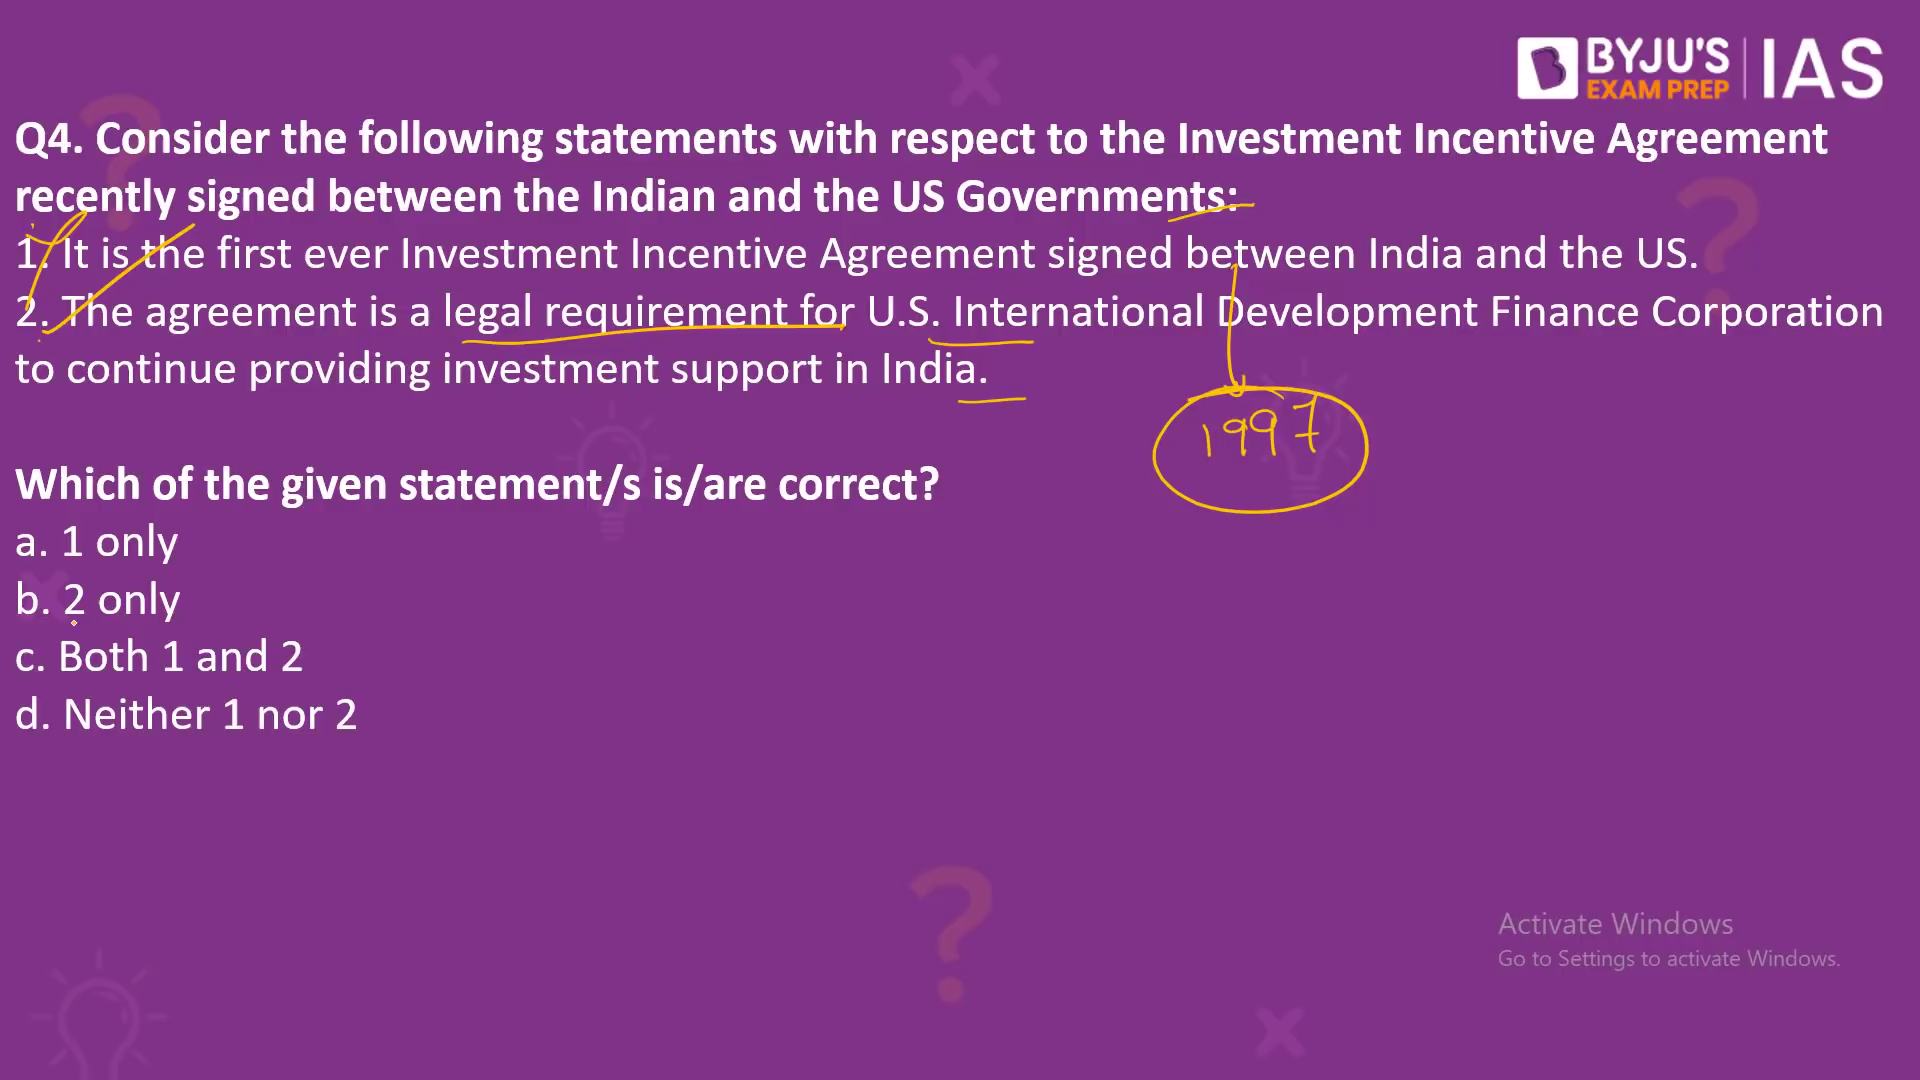 BYJU'S
EXAM PREP
IAS
Q4. Consider the following statements with respect to the Investment Incentive Agreement
recently signed between the Indian and the US Governments:
1. It is the first ever Investment Incentive Agreement signed between India and the US.
2. The agreement is a legal requirement for U.S. International Development Finance Corporation
to continue providing investment support in India.
1997
Which of the given statement/s is/are correct?
a. 1 only
b. 2 only
c. Both 1 and 2
d. Neither 1 nor 2
Activate Windows
Go to Settings to activate Windows.